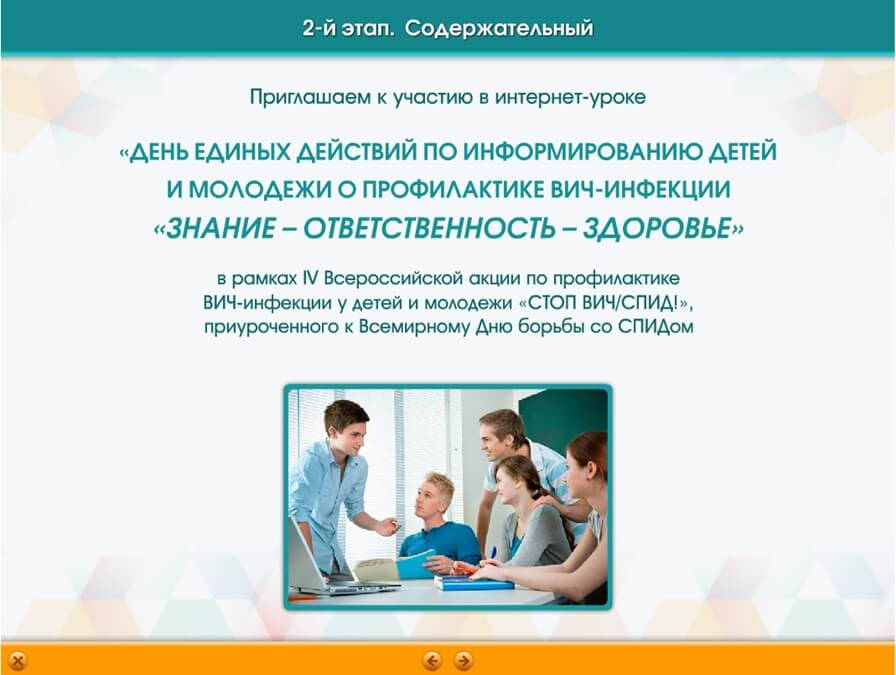 2-й этап. Содержательный
Приглашаем к участию в интернет-уроке
«ДЕНЬ ЕДИНЫХ ДЕЙСТВИЙ ПО ИНФОРМИРОВАНИЮ ДЕТЕЙ
И МОЛОДЕЖИ О ПРОФИЛАКТИКЕ ВИЧ-ИНФЕКЦИИ
«ЗНАНИЕ – ОТВЕТСТВЕННОСТЬ – ЗДОРОВЬЕ»
в рамках IV Всероссийской акции по профилактике
ВИЧ-инфекции у детей и молодежи «СТОП ВИЧ/СПИД!»,
приуроченного к Всемирному Дню борьбы со СПИДом